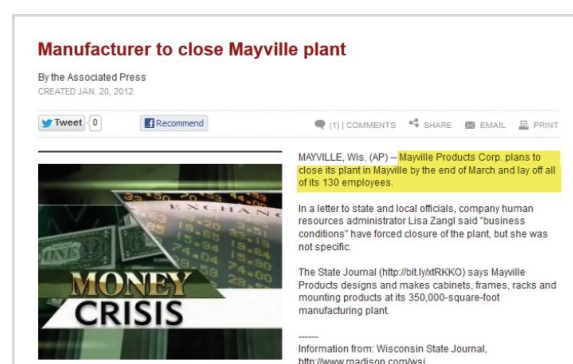 Manufacturer to close Mayville plant
By the Associated Press
CREATED JAN. 20, 2012
Tweet 0
Recommend
(1) | COMMENTS SHARE EMAIL PRINT
MONEY
CRISIS
MAYVILLE, Wis. (AP) -- Mayville Products Corp. plans to
close its plant in Mayville by the end of March and lay off all
of its 130 employees.
In a letter to state and local officials, company human
resources administrator Lisa Zangl said "business
conditions" have forced closure of the plant, but she was
not specific.
The State Journal (http://bit.ly/xtRKKO) says Mayville
Products designs and makes cabinets, frames, racks and
mounting products at its 350,000-square-foot
manufacturing plant.
------
Information from: Wisconsin State Journal,
http://www.madison.com/wsj